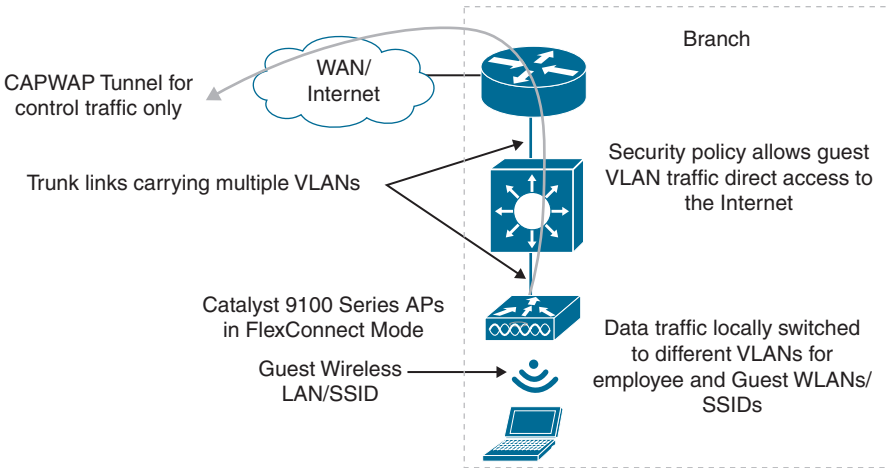 Branch
WAN/
Internet
CAPWAP Tunnel for
control traffic only
Trunk links carrying multiple VLANs
Security policy allows guest
VLAN traffic direct access to
the Internet
Catalyst 9100 Series APs
in FlexConnect Mode
Guest Wireless
LAN/SSID
Data traffic locally switched
to different VLANs for
employee and Guest WLANs/
SSIDs